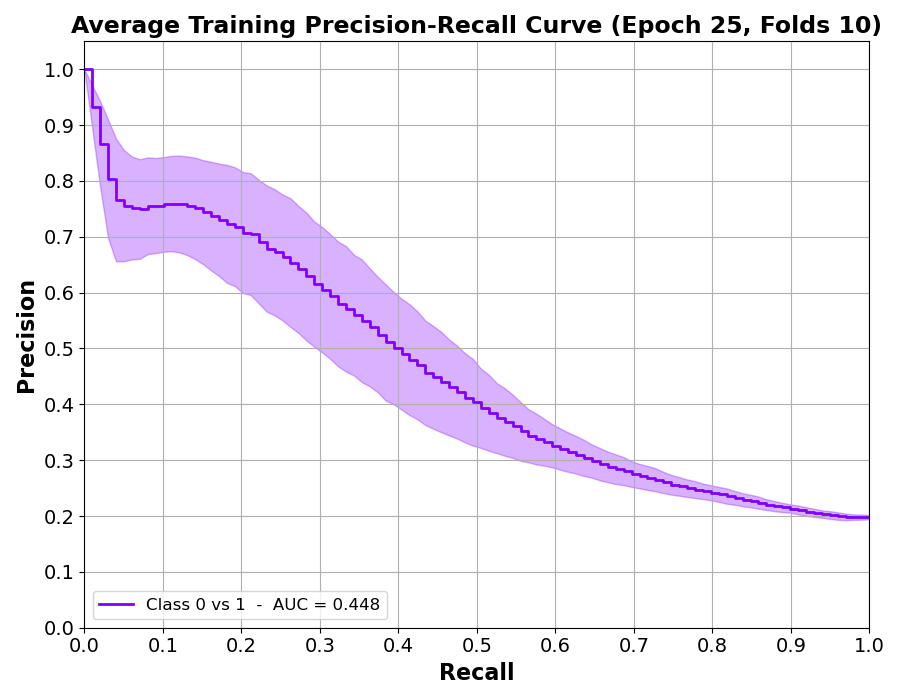 Average Training Precision-Recall Curve (Epoch 25, Folds 10)
Precision
1.0
0.9
0.8
0.7
0.6
0.5
0.4
0.3
0.2
0.1
0.0
Class 0 vs 1 - AUC = 0.448
0.0 0.1 0.2 0.3 0.4 0.5 0.6 0.7 0.8 0.9 1.0
Recall